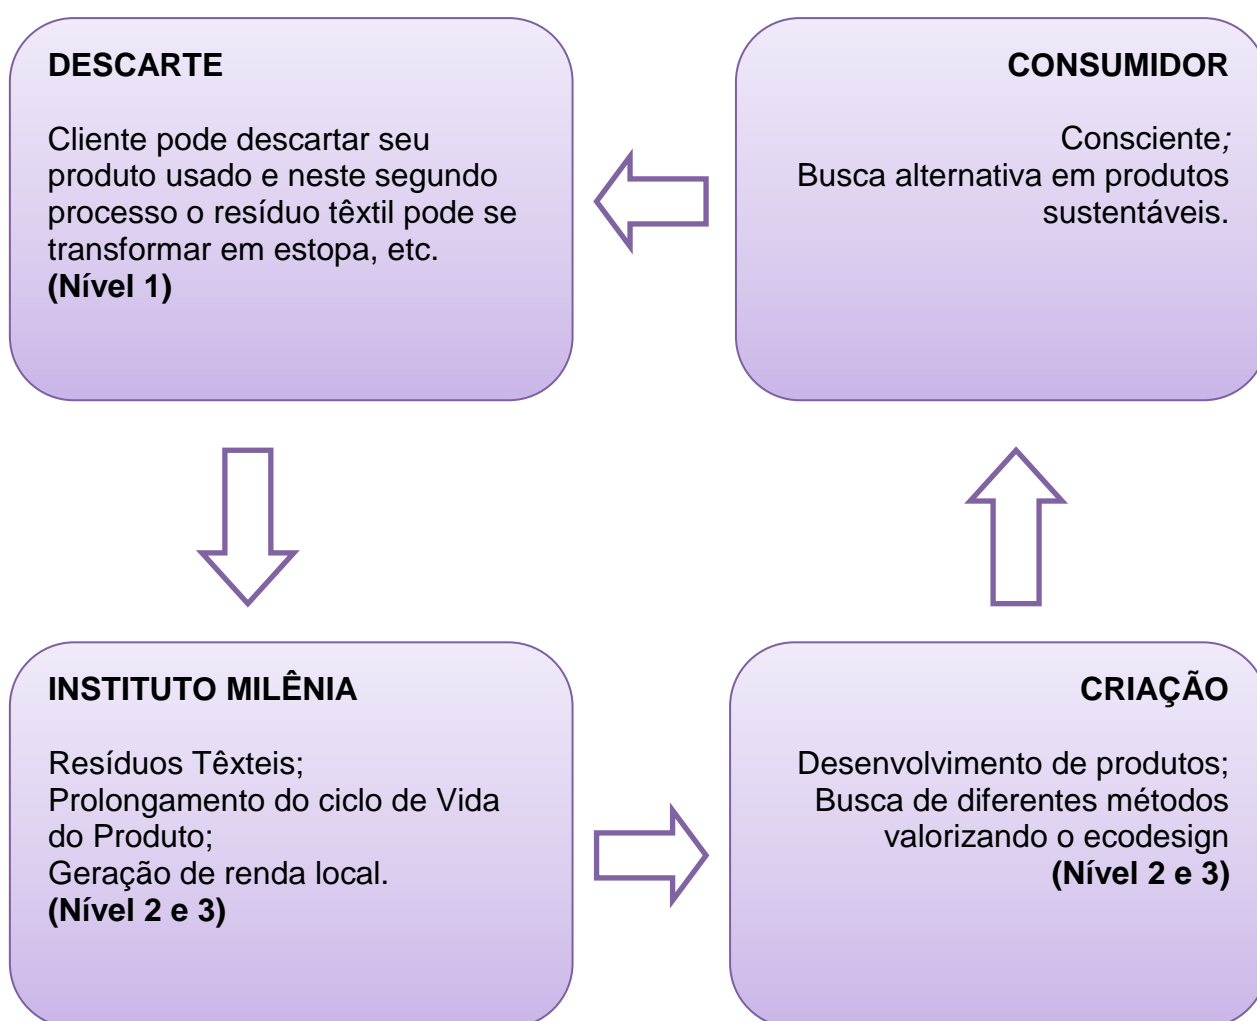 DESCARTE
Cliente pode descartar seu
produto usado e neste segundo
processo o resíduo têxtil pode se
transformar em estopa, etc.
(Nível 1)
CONSUMIDOR
Consciente;
Busca alternativa em produtos
sustentáveis.
INSTITUTO MILÊNIA
Resíduos Têxteis;
Prolongamento do ciclo de Vida
do Produto;
Geração de renda local.
(Nível 2 e 3)
CRIAÇÃO
Desenvolvimento de produtos;
Busca de diferentes métodos
valorizando o ecodesign
(Nível 2 e 3)